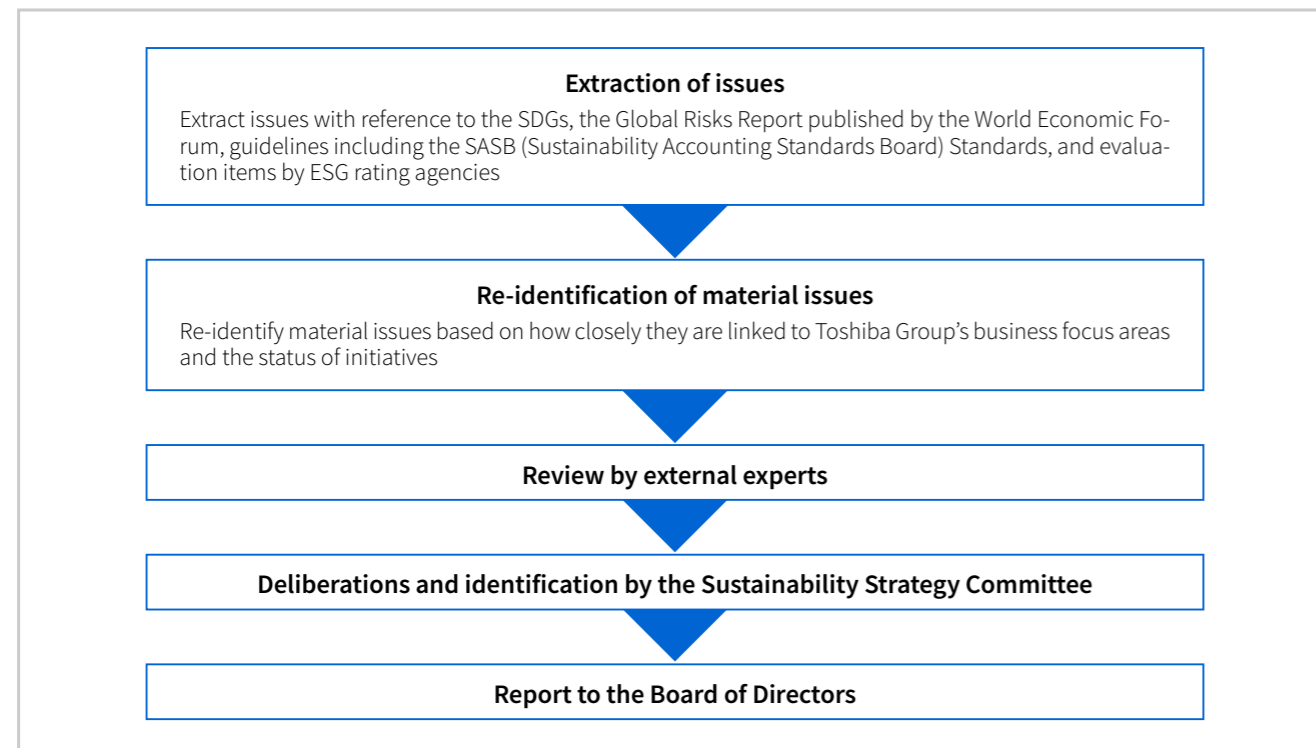 Extraction of issues
Extract issues with reference to the SDGs, the Global Risks Report published by the World Economic Fo-
rum, guidelines including the SASB (Sustainability Accounting Standards Board) Standards, and evalua-
tion items by ESG rating agencies
Re-identification of material issues
Re-identify material issues based on how closely they are linked to Toshiba Group’s business focus areas
and the status of initiatives
Review by external experts
Deliberations and identification by the Sustainability Strategy Committee
Report to the Board of Directors